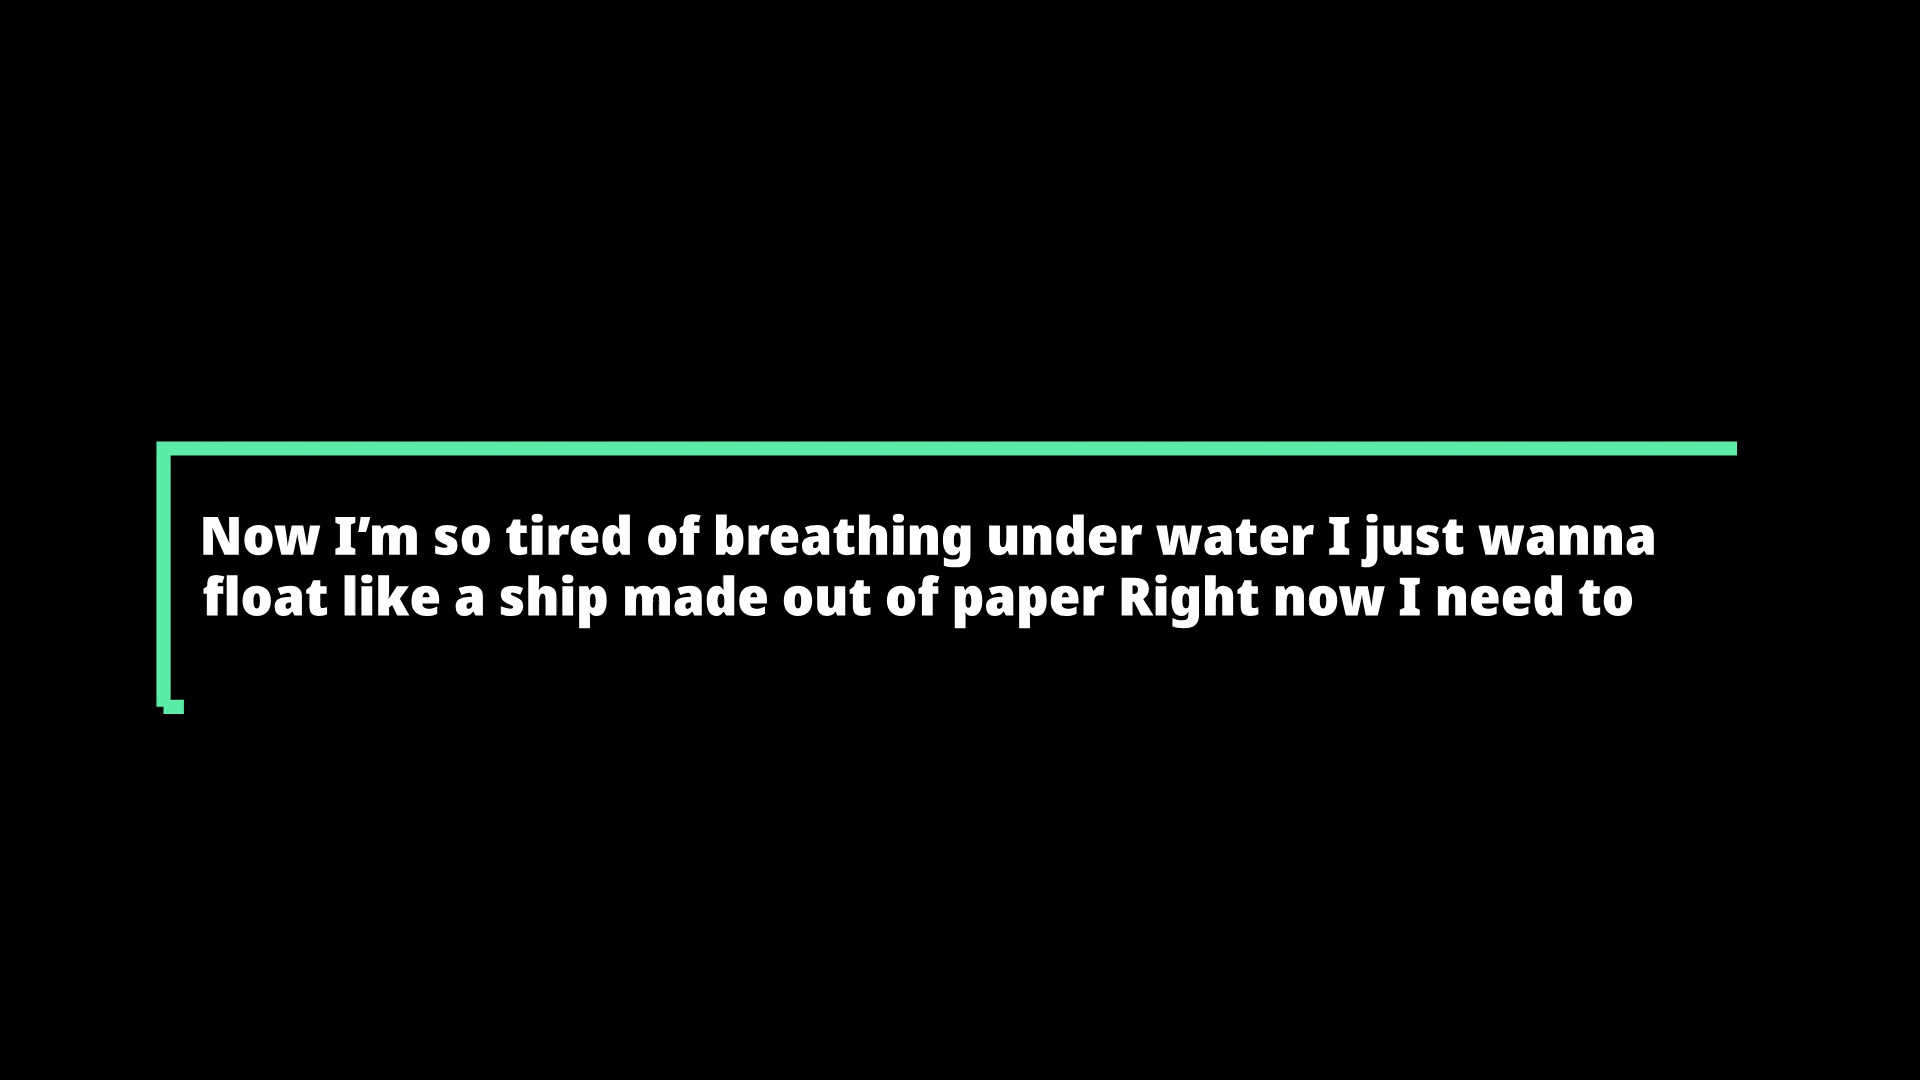 Now I’m so tired of breathing under water I just wanna
float like a ship made out of paper Right now I need to